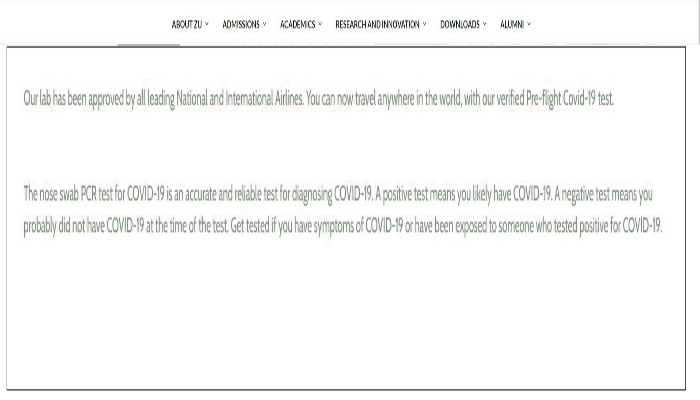 ABOUT ZU ADMISSIONS ACADEMICS RESEARCH AND INNOVATION DOWNLOADS ALUMNI
Our lab has been approved by all leading National and International Airlines. You can now travel anywhere in the world, with our verified Pre-flight Covid-19 test.
The nose swab PCR test for COVID-19 is an accurate and reliable test for diagnosing COVID-19. A positive test means you likely have COVID-19. A negative test means you
probably did not have COVID-19 at the time of the test. Get tested if you have symptoms of COVID-19 or have been exposed to someone who tested positive for COVID-19.